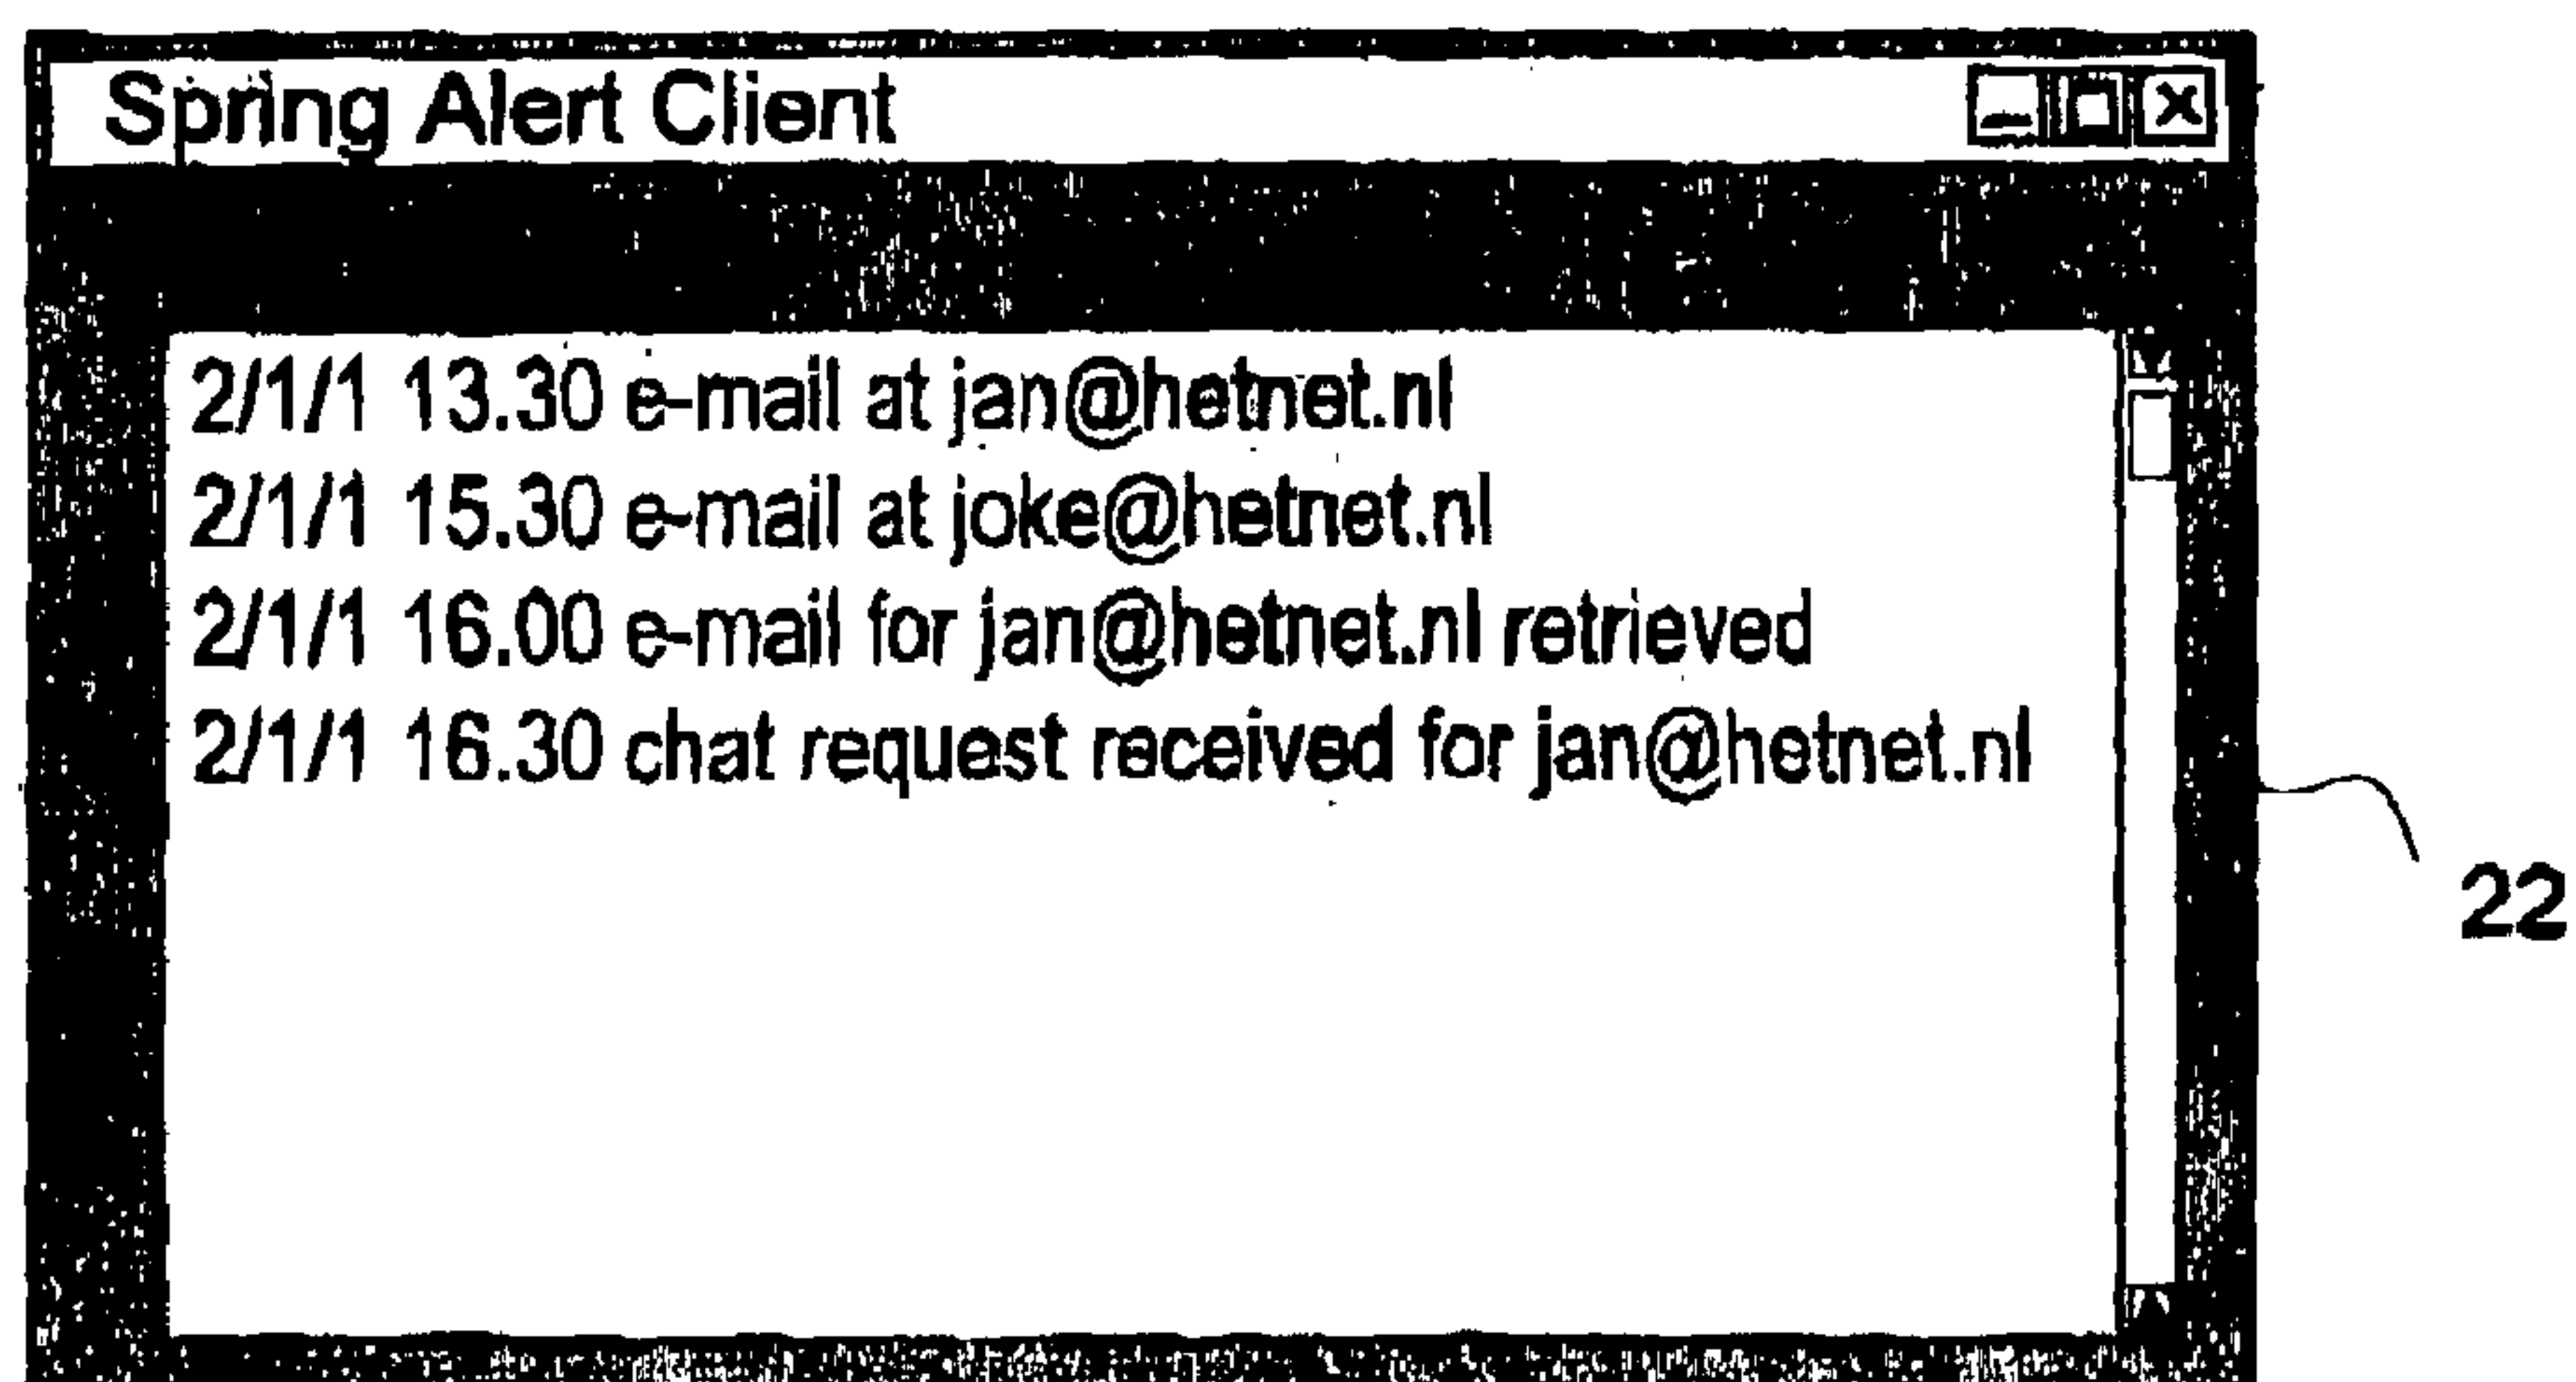 Spring Alert Client
2/1/1 13.30 e-mail at jan@hetnet.nl
2/1/1 15.30 e-mail at joke@hetnet.nl
2/1/1 16.00 e-mail for jan@hetnet.nl retrieved
2/1/1 16.30 chat request received for jan@hetnet.nl
22